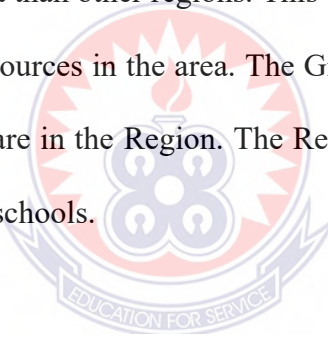 than other regions. This
ources in the area. The G
are in the Region. The Re
schools.
EDUCATION FOR SERVICE